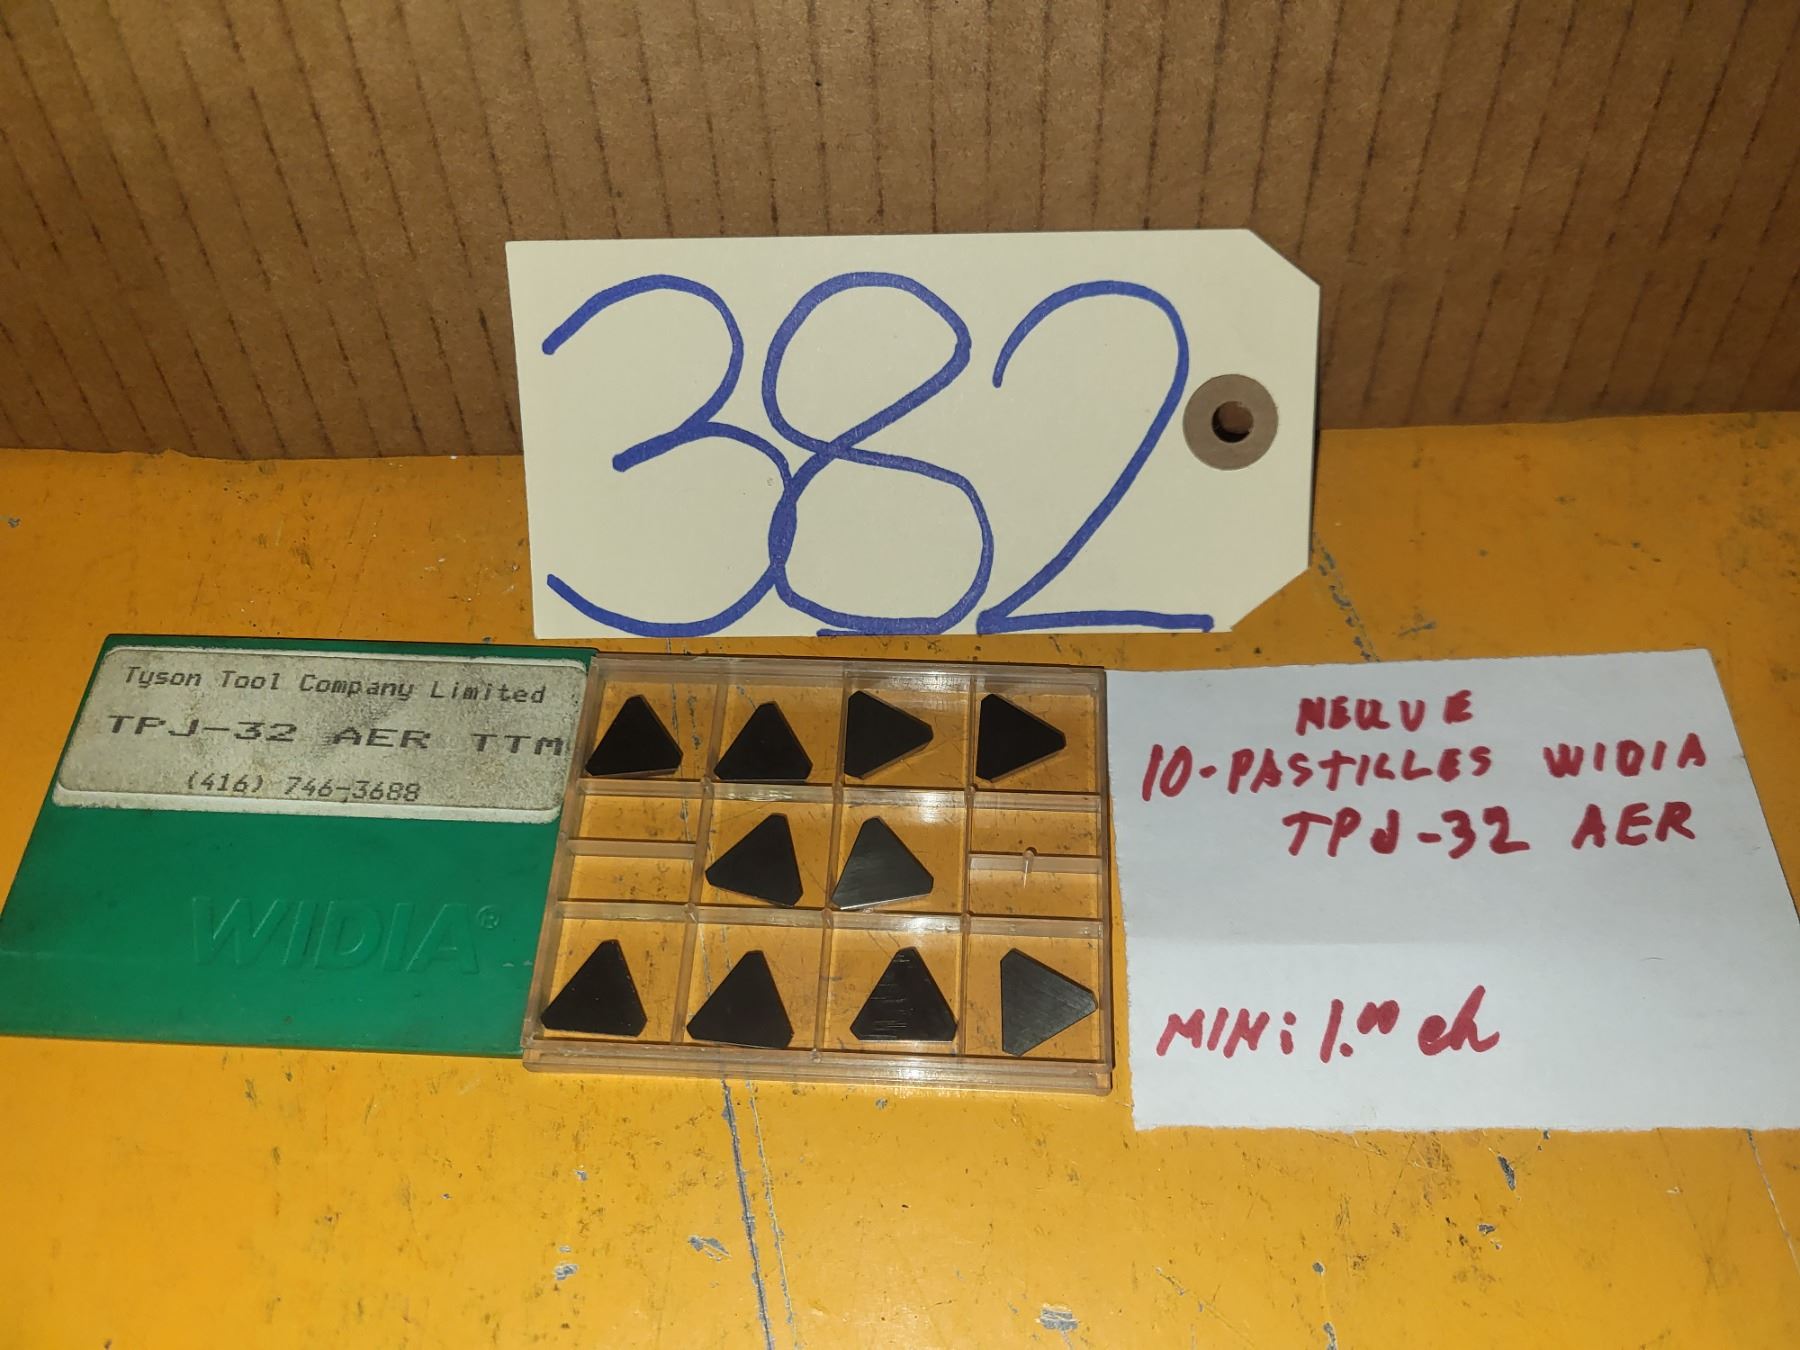 382
Tyson Tool Company Limited
TPJ-32 AER TTM
(416) 746-3688
WIDIA®
NEUVE
10-PASTILLES WIDIA
TPJ-32 AER
MINI: 1.00 ch